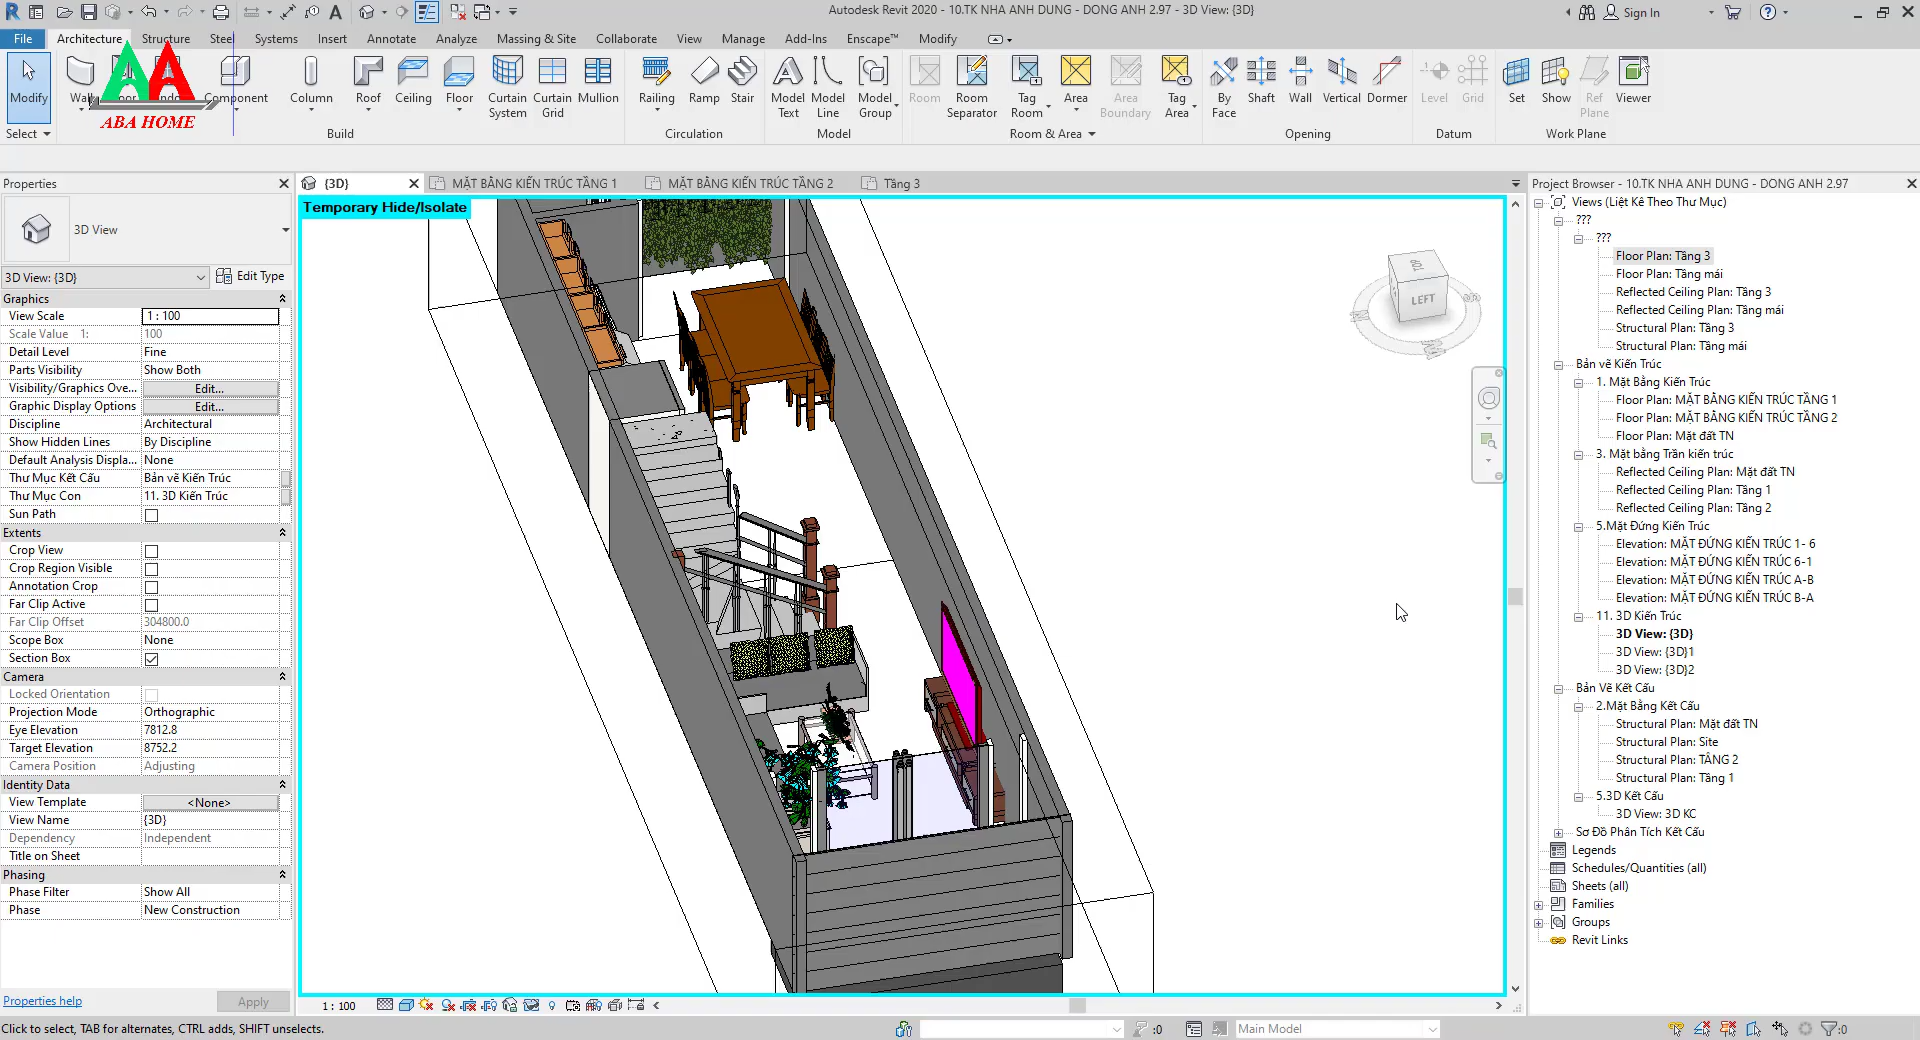 Autodesk Revit 2020 - 10.TK NHA ANH DUNG - DONG ANH 2.97 - 3D View: {3D}
Sign In
File Architecture Structure Steel Systems Insert Annotate Analyze Massing & Site Collaborate View Manage Add-Ins Enscape™ Modify
Modify Component Column Roof Ceiling Floor Curtain System Curtain Grid Mullion Railing Ramp Stair Model Text Model Line Model Group Room Room Separator Tag Room Area Area Boundary Tag Area By Face Shaft Wall Vertical Dormer Level Grid Set Show Ref Plane Viewer
AA
ABA HOME
Select Build Circulation Model Room & Area Opening Datum Work Plane
Properties
3D View
3D View: {3D}
Edit Type
Graphics
View Scale 1 : 100
Scale Value 1: 100
Detail Level Fine
Parts Visibility Show Both
Visibility/Graphics Ove... Edit...
Graphic Display Options Edit...
Discipline Architectural
Show Hidden Lines By Discipline
Default Analysis Displa... None
Thư Mục Kết Cấu Bản vẽ Kiến Trúc
Thư Mục Con 11. 3D Kiến Trúc
Sun Path
Extents
Crop View
Crop Region Visible
Annotation Crop
Far Clip Active
Far Clip Offset 304800.0
Scope Box None
Section Box
Camera
Locked Orientation
Projection Mode Orthographic
Eye Elevation 7812.8
Target Elevation 8752.2
Camera Position Adjusting
Identity Data
View Template <None>
View Name {3D}
Dependency Independent
Title on Sheet
Phasing
Phase Filter Show All
Phase New Construction
Properties help
Apply
{3D} MẶT BẰNG KIẾN TRÚC TẦNG 1 MẶT BẰNG KIẾN TRÚC TẦNG 2 Tầng 3
Temporary Hide/Isolate
TOP
LEFT
1 : 100
Project Browser - 10.TK NHA ANH DUNG - DONG ANH 2.97
Views (Liệt Kê Theo Thư Mục)
???
???
Floor Plan: Tầng 3
Floor Plan: Tầng mái
Reflected Ceiling Plan: Tầng 3
Reflected Ceiling Plan: Tầng mái
Structural Plan: Tầng 3
Structural Plan: Tầng mái
Bản vẽ Kiến Trúc
1. Mặt Bằng Kiến Trúc
Floor Plan: MẶT BẰNG KIẾN TRÚC TẦNG 1
Floor Plan: MẶT BẰNG KIẾN TRÚC TẦNG 2
Floor Plan: Mặt đất TN
3. Mặt bằng Trần kiến trúc
Reflected Ceiling Plan: Mặt đất TN
Reflected Ceiling Plan: Tầng 1
Reflected Ceiling Plan: Tầng 2
5.Mặt Đứng Kiến Trúc
Elevation: MẶT ĐỨNG KIẾN TRÚC 1- 6
Elevation: MẶT ĐỨNG KIẾN TRÚC 6-1
Elevation: MẶT ĐỨNG KIẾN TRÚC A-B
Elevation: MẶT ĐỨNG KIẾN TRÚC B-A
11. 3D Kiến Trúc
3D View: {3D}
3D View: {3D}1
3D View: {3D}2
Bản Vẽ Kết Cấu
2.Mặt Bằng Kết Cấu
Structural Plan: Mặt đất TN
Structural Plan: Site
Structural Plan: TẦNG 2
Structural Plan: Tầng 1
5.3D Kết Cấu
3D View: 3D KC
Sơ Đồ Phân Tích Kết Cấu
Legends
Schedules/Quantities (all)
Sheets (all)
Families
Groups
Revit Links
Click to select, TAB for alternates, CTRL adds, SHIFT unselects.
:0
Main Model
:0